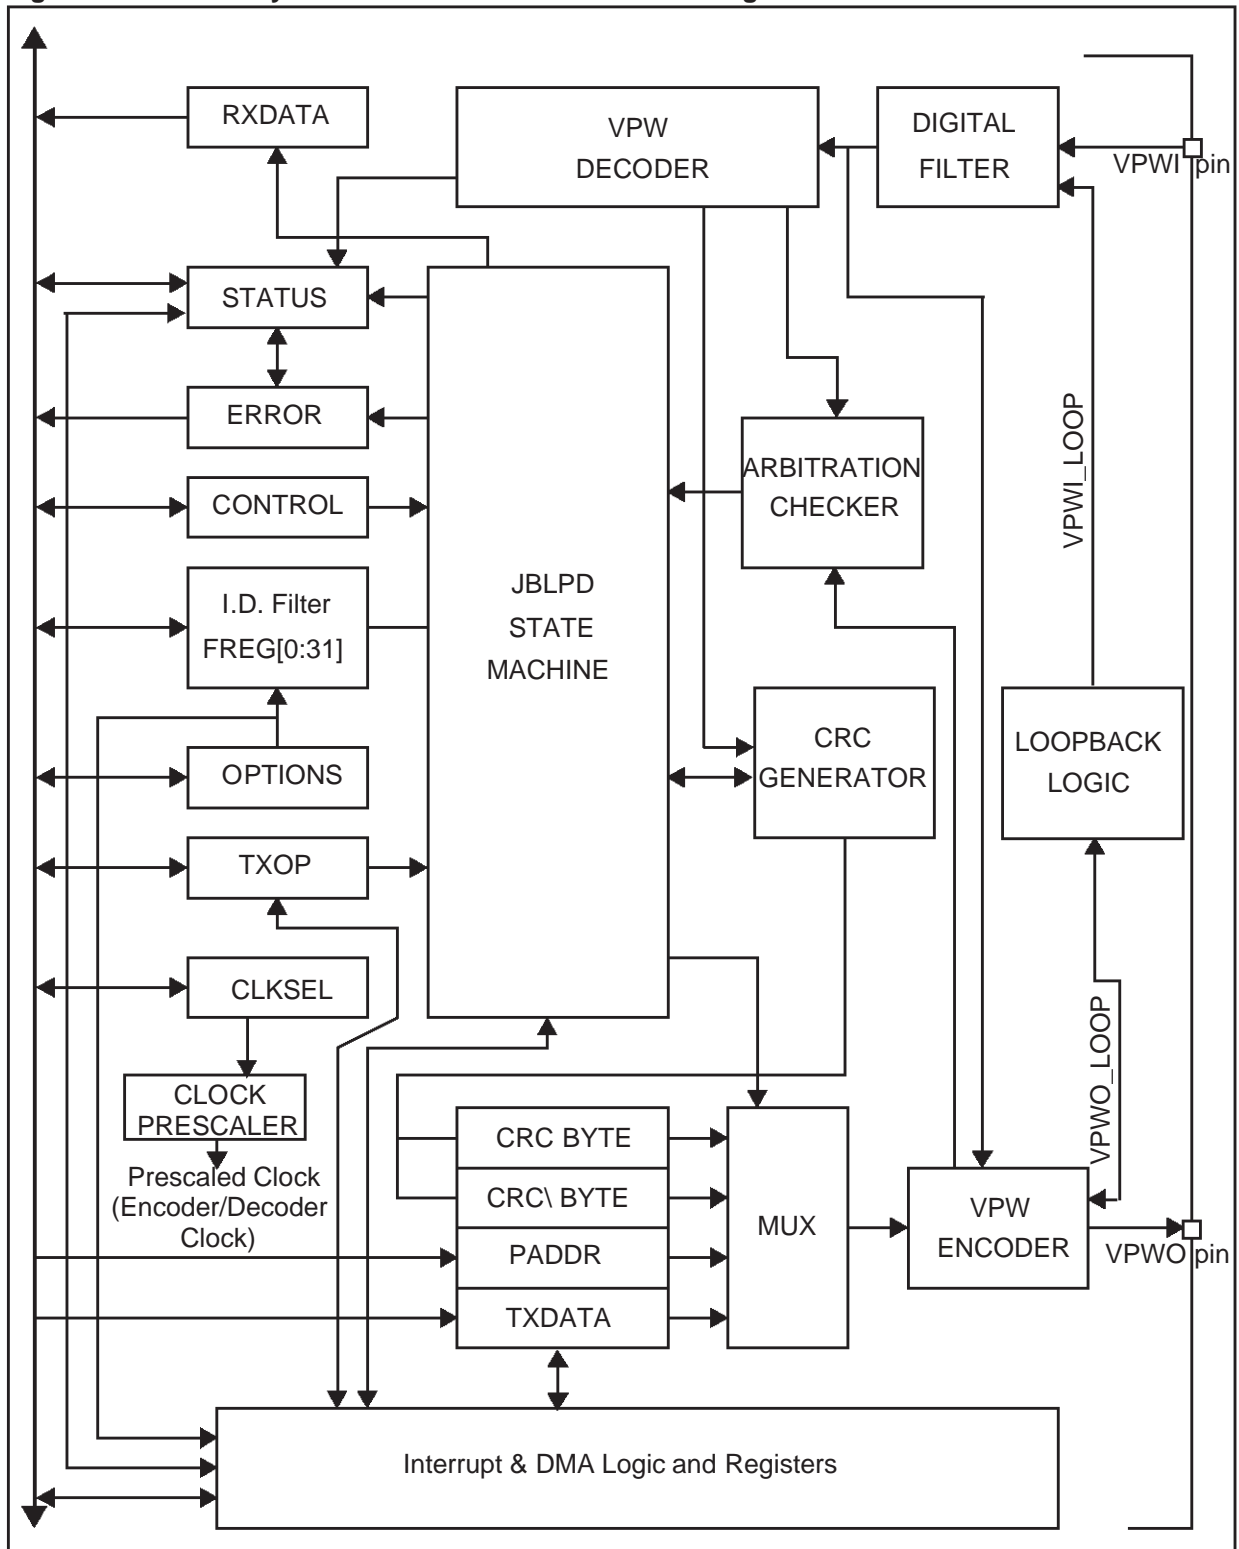 RXDATA
VPW
DECODER
DIGITAL
FILTER
VPWI pin
STATUS
ERROR
CONTROL
I.D. Filter
FREG[0:31]
OPTIONS
TXOP
CLKSEL
CLOCK
PRESCALER
Prescaled Clock
(Encoder/Decoder
Clock)
JBLPD
STATE
MACHINE
ARBITRATION
CHECKER
VPWI_LOOP
CRC
GENERATOR
LOOPBACK
LOGIC
VPWO_LOOP
CRC BYTE
CRC\ BYTE
PADDR
TXDATA
MUX
VPW
ENCODER
VPWO pin
Interrupt & DMA Logic and Registers